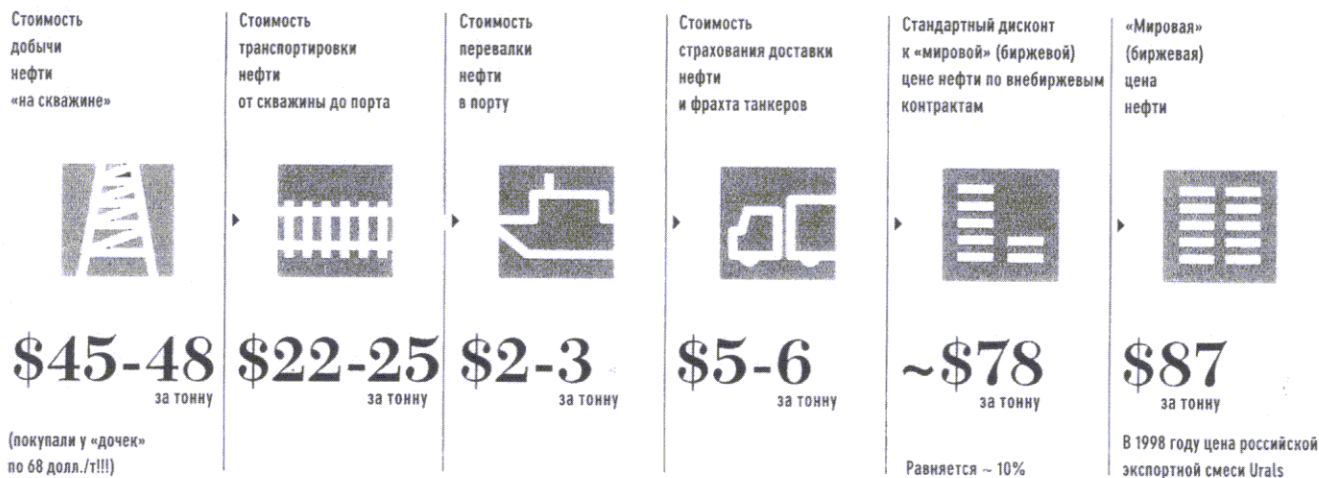 Стоимость
добычи
нефти
«на скважине»
$45-48
за тонну
(покупали у «дочек»
по 68 долл./т!!!)
Стоимость
транспортировки
нефти
от скважины до порта
$22-25
за тонну
Стоимость
перевалки
нефти
в порту
$2-3
за тонну
Стоимость
страхования доставки
нефти
и фрахта танкеров
$5-6
за тонну
Стандартный дисконт
к «мировой» (биржевой)
цене нефти по внебиржевым
контрактам
~$78
за тонну
Равняется ~ 10%
«Мировая»
(биржевая)
цена
нефти
$87
за тонну
В 1998 году цена российской
экспортной смеси Urals